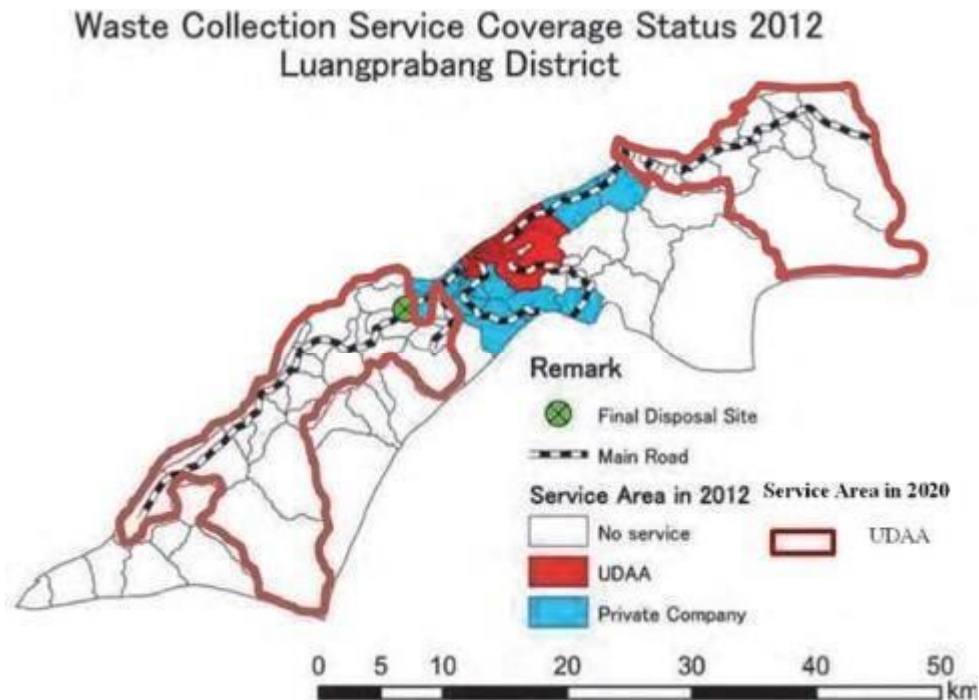 Waste Collection Service Coverage Status 2012
Luangprabang District
Remark
Final Disposal Site
Main Road
Service Area in 2012
No service
UDAA
Private Company
Service Area in 2020
UDAA
0 5 10 20 30 40 50
km